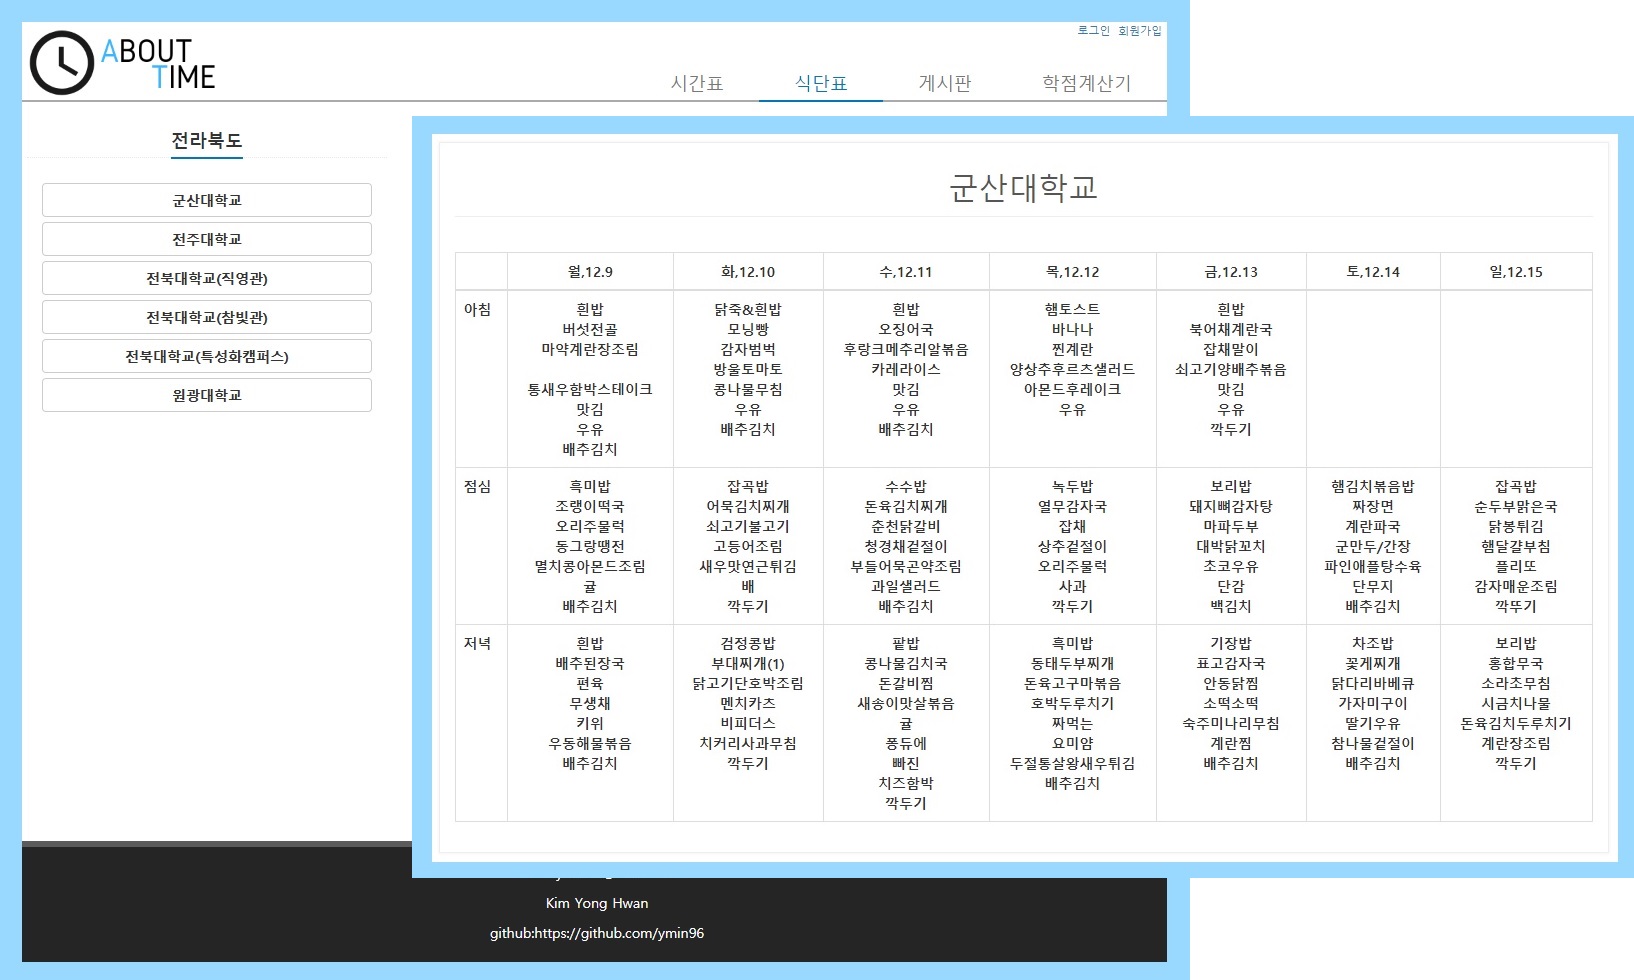 로그인 회원가입
ABOUT
TIME
시간표 식단표 게시판 학점계산기
전라북도
군산대학교
전주대학교
전북대학교(직영관)
전북대학교(참빛관)
전북대학교(특성화캠퍼스)
원광대학교
군산대학교
월,12.9 화,12.10 수,12.11 목,12.12 금,12.13 토,12.14 일,12.15
아침 흰밥 닭죽&흰밥 흰밥 햄토스트 흰밥
버섯전골 모닝빵 오징어국 바나나 북어채계란국
마약계란장조림 감자범벅 후랑크메추리알볶음 찐계란 잡채말이
방울토마토 카레라이스 양상추후르츠샐러드 쇠고기양배추볶음
통새우함박스테이크 콩나물무침 맛김 아몬드후레이크 맛김
맛김 우유 우유 우유 우유
우유 배추김치 배추김치 깍두기
배추김치
점심 흑미밥 잡곡밥 수수밥 녹두밥 보리밥 햄김치볶음밥 잡곡밥
조랭이떡국 어묵김치찌개 돈육김치찌개 열무감자국 돼지뼈감자탕 짜장면 순두부맑은국
오리주물럭 쇠고기불고기 춘천닭갈비 잡채 마파두부 계란파국 닭봉튀김
동그랑땡전 고등어조림 청경채겉절이 상추겉절이 대박닭꼬치 군만두/간장 햄달걀부침
멸치콩아몬드조림 새우맛연근튀김 부들어묵곤약조림 오리주물럭 초코우유 파인애플탕수육 플리또
귤 배 과일샐러드 사과 단감 단무지 감자매운조림
배추김치 깍두기 배추김치 깍두기 백김치 배추김치 깍뚜기
저녁 흰밥 검정콩밥 팥밥 흑미밥 기장밥 차조밥 보리밥
배추된장국 부대찌개(1) 콩나물김치국 동태두부찌개 표고감자국 꽃게찌개 홍합무국
편육 닭고기단호박조림 돈갈비찜 돈육고구마볶음 안동닭찜 닭다리바베큐 소라초무침
무생채 멘치카츠 새송이맛살볶음 호박두루치기 소떡소떡 가자미구이 시금치나물
키위 비피더스 귤 짜먹는 숙주미나리무침 딸기우유 돈육김치두루치기
우동해물볶음 치커리사과무침 퐁듀에 요미얌 계란찜 참나물겉절이 계란장조림
배추김치 깍두기 빠진 두절통살왕새우튀김 배추김치 배추김치 깍두기
치즈함박 배추김치
깍두기
Kim Yong Hwan
github:https://github.com/ymin96